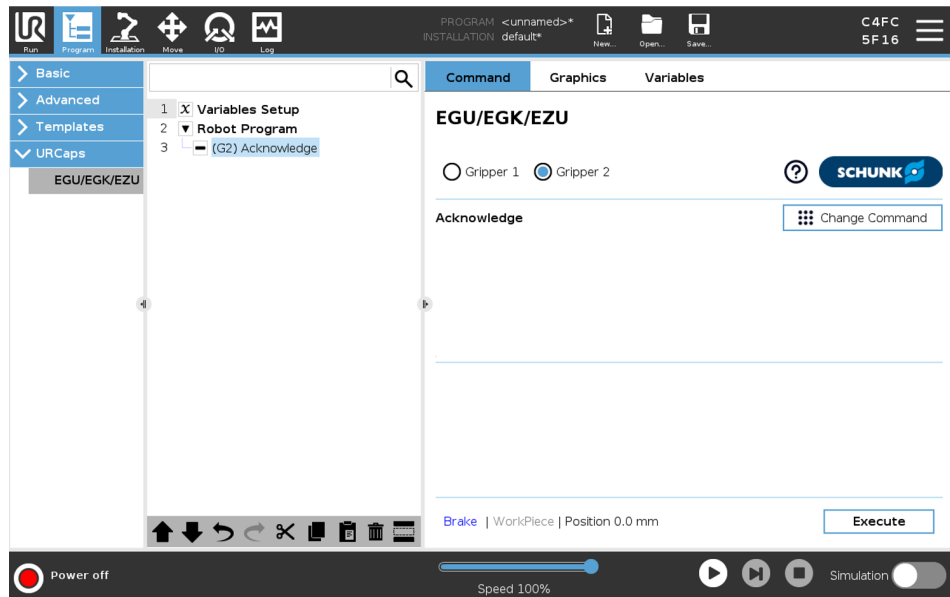 PROGRAM <unnamed>*
INSTALLATION default*
Run Program Installation Move I/O Log
New... Open... Save...
C4FC
5F16
Basic
Advanced
Templates
URCaps
EGU/EGK/EZU
1 X Variables Setup
2 Robot Program
3 (G2) Acknowledge
Command Graphics Variables
EGU/EGK/EZU
Gripper 1 Gripper 2
? SCHUNK
Acknowledge
Change Command
Brake | WorkPiece | Position 0.0 mm
Execute
Power off
Speed 100%
Simulation